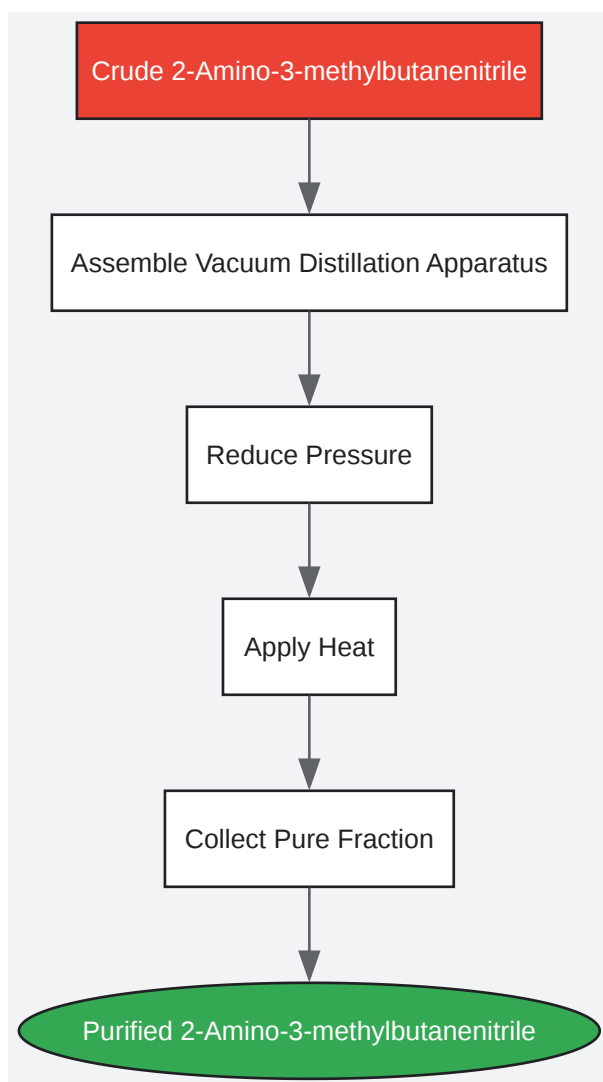 Crude 2-Amino-3-methylbutanenitrile
Assemble Vacuum Distillation Apparatus
Reduce Pressure
Apply Heat
Collect Pure Fraction
Purified 2-Amino-3-methylbutanenitrile